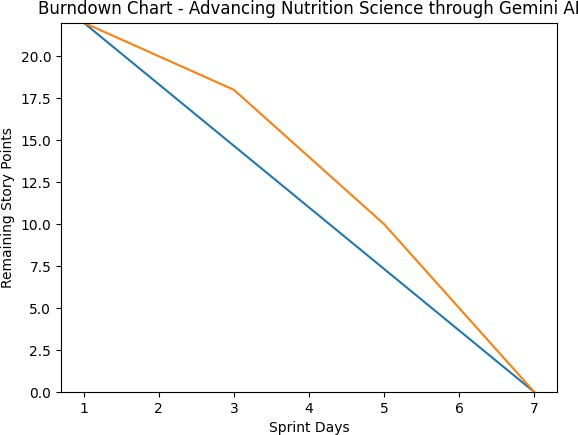 Burndown Chart - Advancing Nutrition Science through Gemini AI
Remaining Story Points
20.0
17.5
15.0
12.5
10.0
7.5
5.0
2.5
0.0
1 2 3 4 5 6 7
Sprint Days